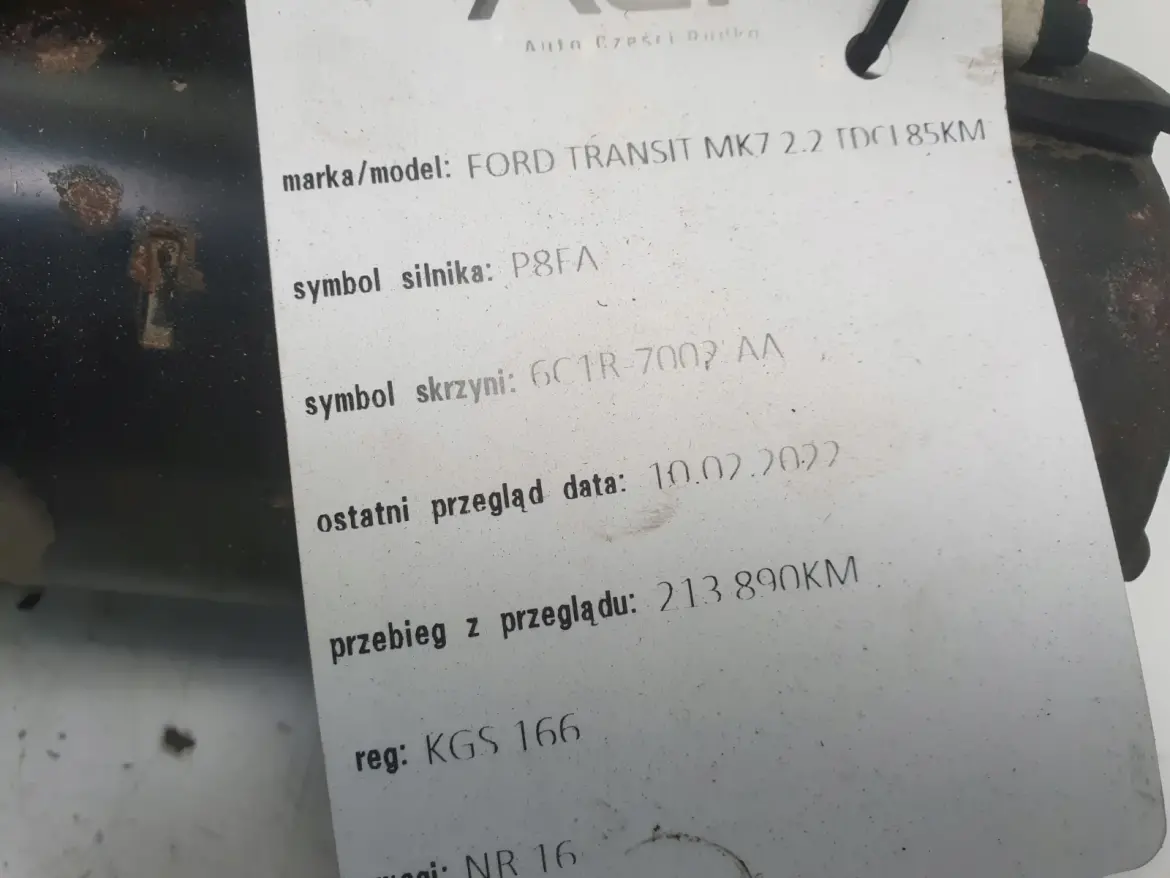 Auto Części
marka/model: FORD TRANSIT MK7 2.2 TDCI 85KM
symbol silnika: P8FA
symbol skrzyni: 6C1R-7002 AA
ostatni przegląd data: 10.02.2022
przebieg z przeglądu: 213 890KM
reg: KGS 166
NR 16